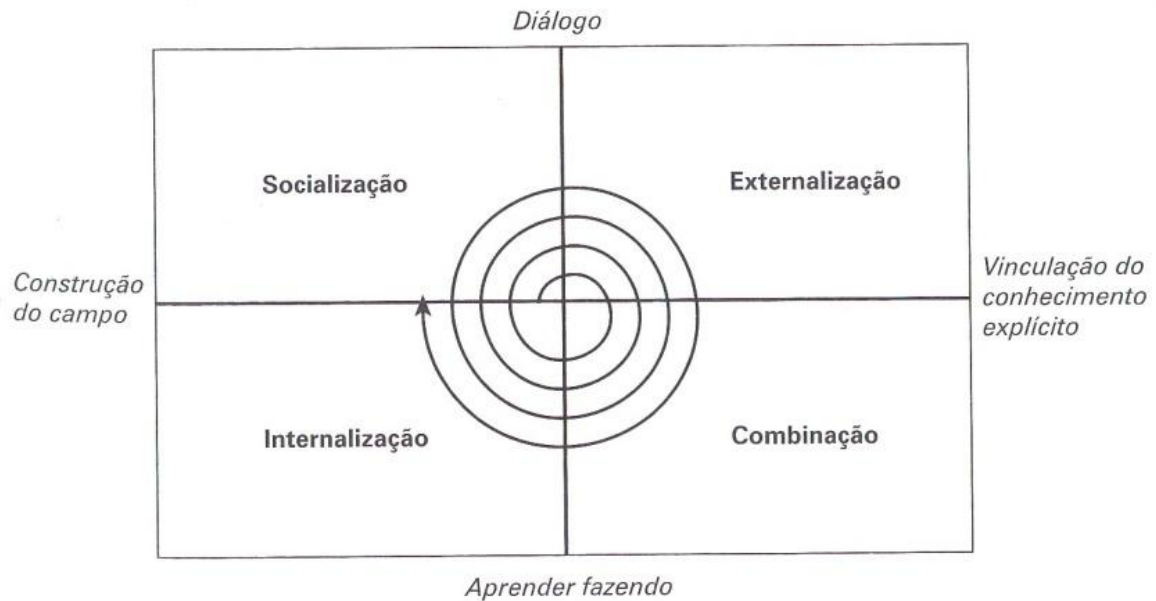 Diálogo
Socialização
Externalização
Construção
do campo
Vinculação do
conhecimento
explícito
Internalização
Combinação
Aprender fazendo